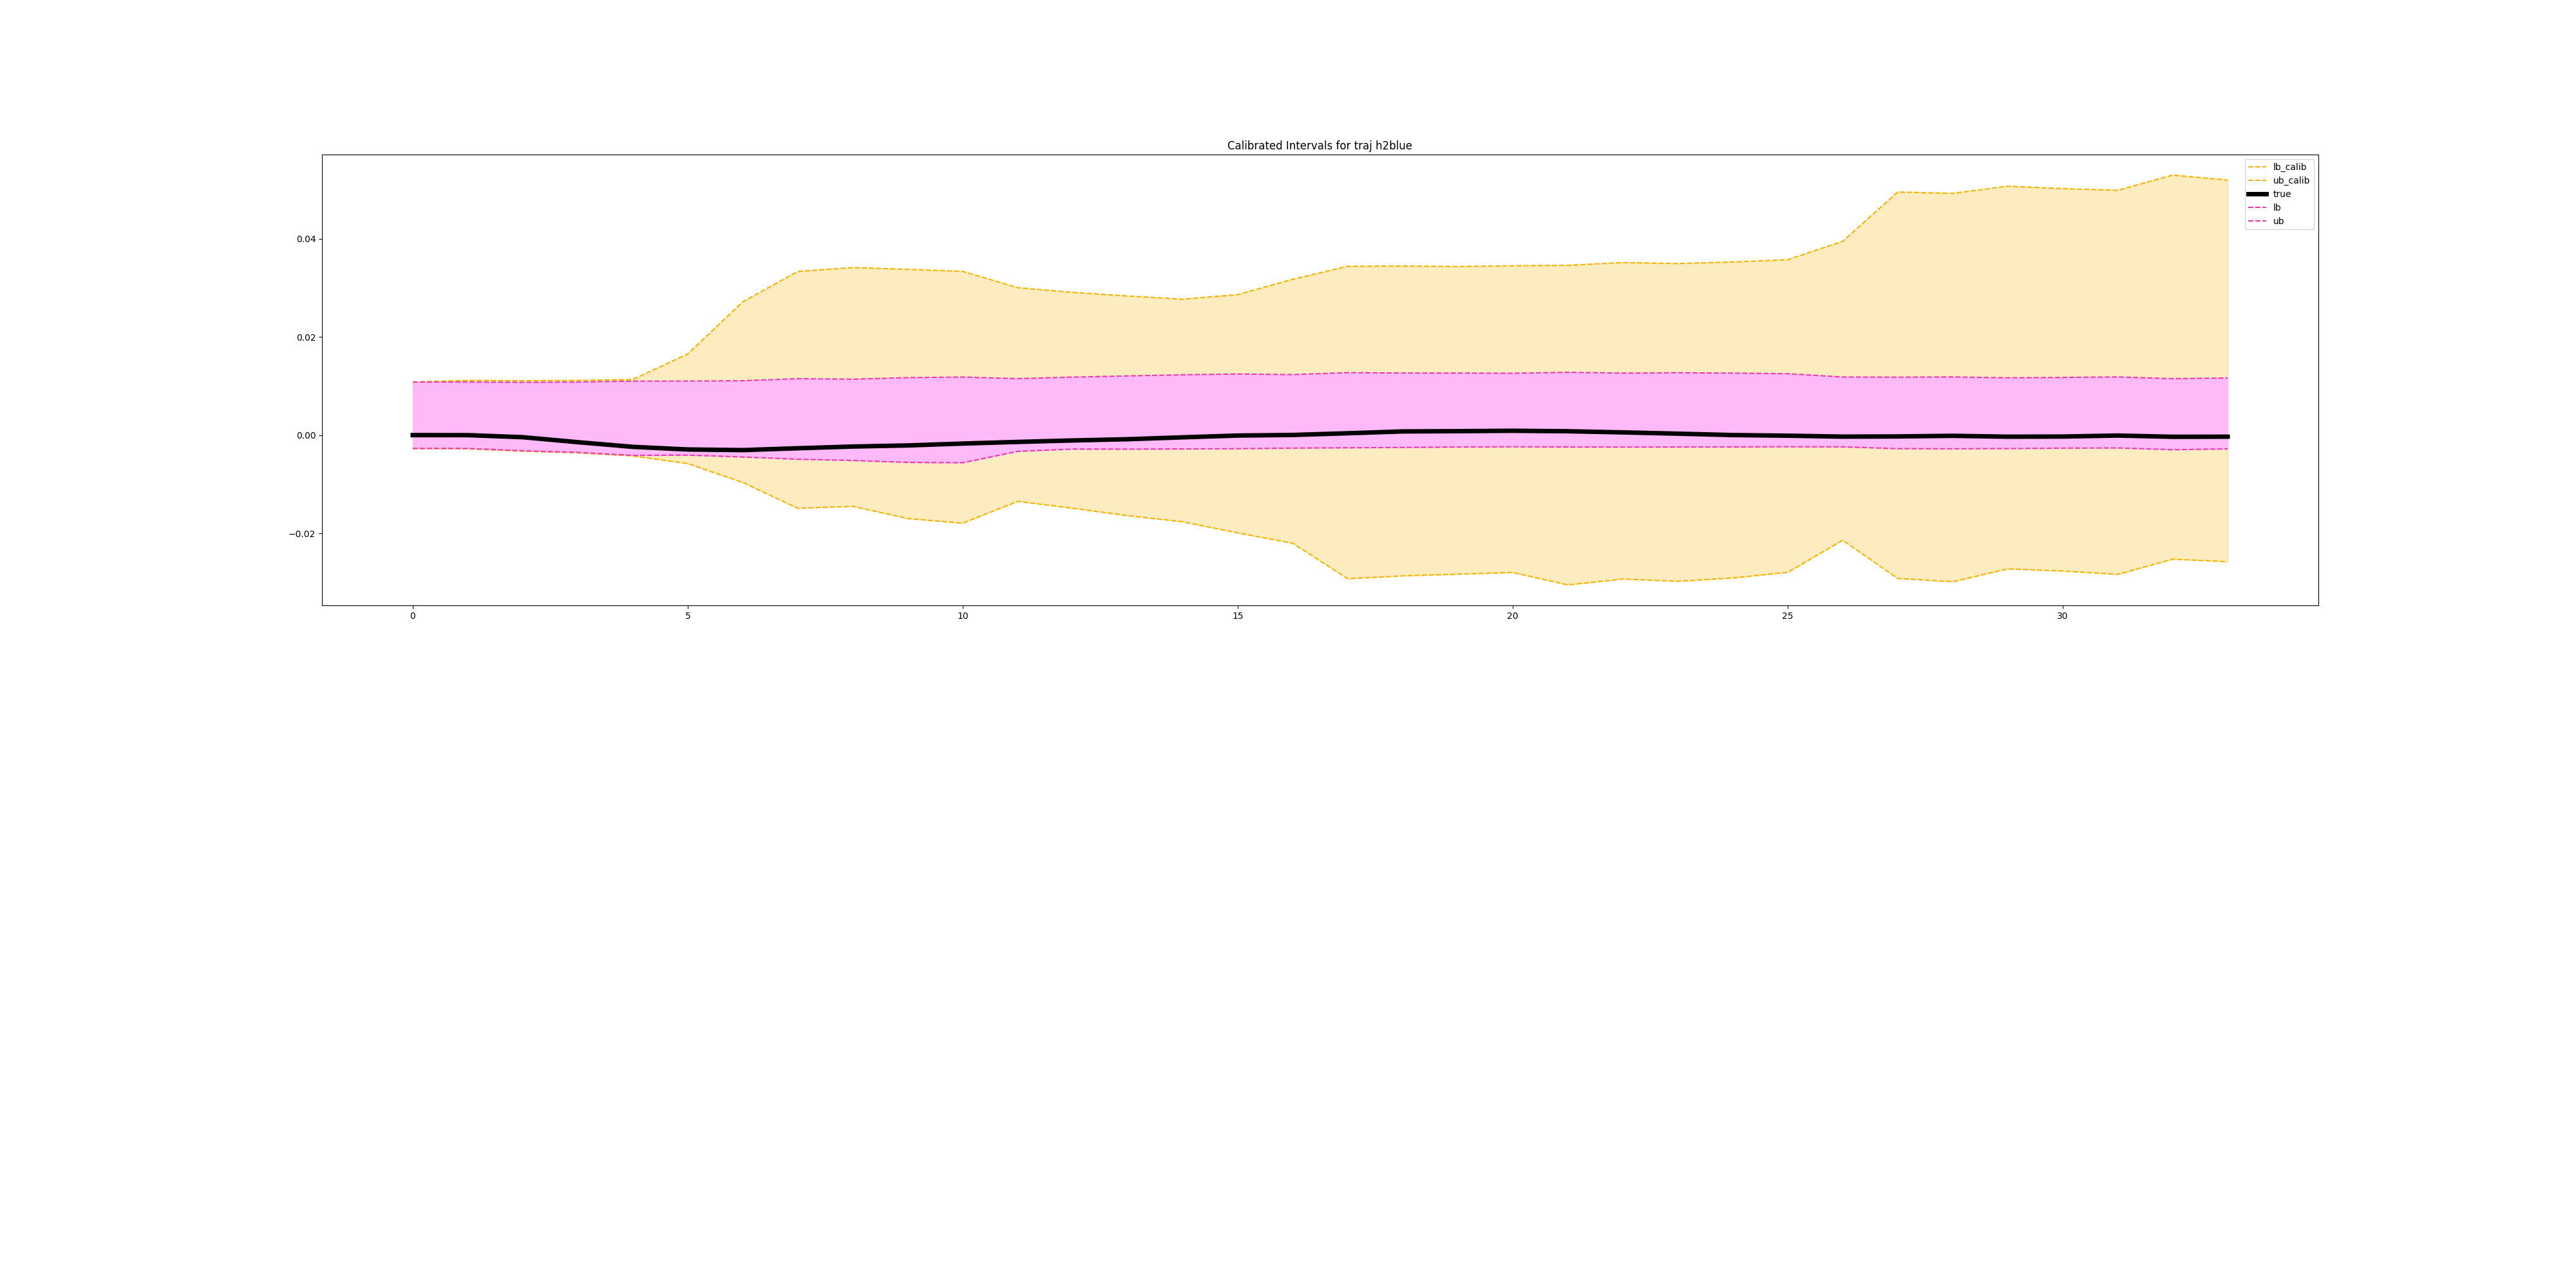 Calibrated Intervals for traj h2blue
lb_calib
ub_calib
true
lb
ub
0.04
0.02
0.00
−0.02
0 5 10 15 20 25 30